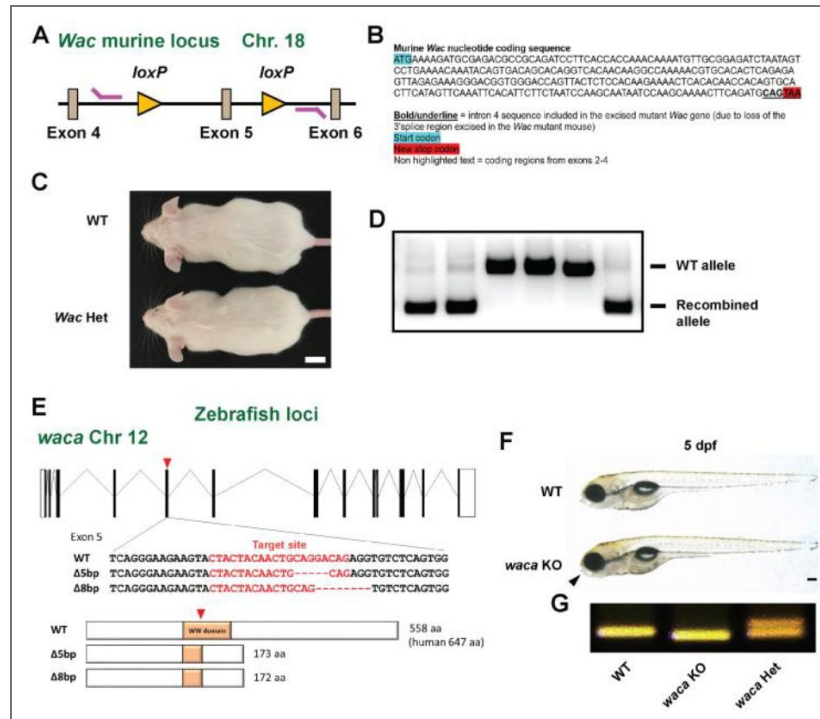 A
Wac murine locus Chr. 18
loxP
loxP
Exon 4
Exon 5
Exon 6
B
Murine Wac nucleotide coding sequence
ATGAAAAGATGCGAGACGCCGCAGATCCTTCACCACCAAACAAAATGTTGCGGAGATCTAATAGT
CCTGAAAACAAATACAGTGACAGCACAGGTCACAACAAGGCCAAAAACGTGCACACTCAGAGA
GTTAGAGAAAGGGACGGTGGGACCAGTTACTCTCCACAAGAAAACTCACACAACCACAGTGCA
CTTCATAGTTCAAATTCACATTCTTCTAATCCAAGCAATAATCCAAGCAAAACTTCAGATGCAGTAA
Bold/underline = intron 4 sequence included in the excised mutant Wac gene (due to loss of the
3'splice region excised in the Wac mutant mouse)
Start codon
New stop codon
Non highlighted text = coding regions from exons 2-4
C
WT
Wac Het
D
WT allele
Recombined
allele
E
Zebrafish loci
waca Chr 12
Exon 5
Target site
WT TCAGGGAAGAAGTACTACTACAACTGCAGGACAGAGGTGTCTCAGTGG
Δ5bp TCAGGGAAGAAGTACTACTACAACTG-----CAGAGGTGTCTCAGTGG
Δ8bp TCAGGGAAGAAGTACTACTACAACTGCAG--------TGTCTCAGTGG
WT
WW domain
558 aa
(human 647 aa)
Δ5bp
173 aa
Δ8bp
172 aa
F
5 dpf
WT
waca KO
G
WT
waca KO
waca Het